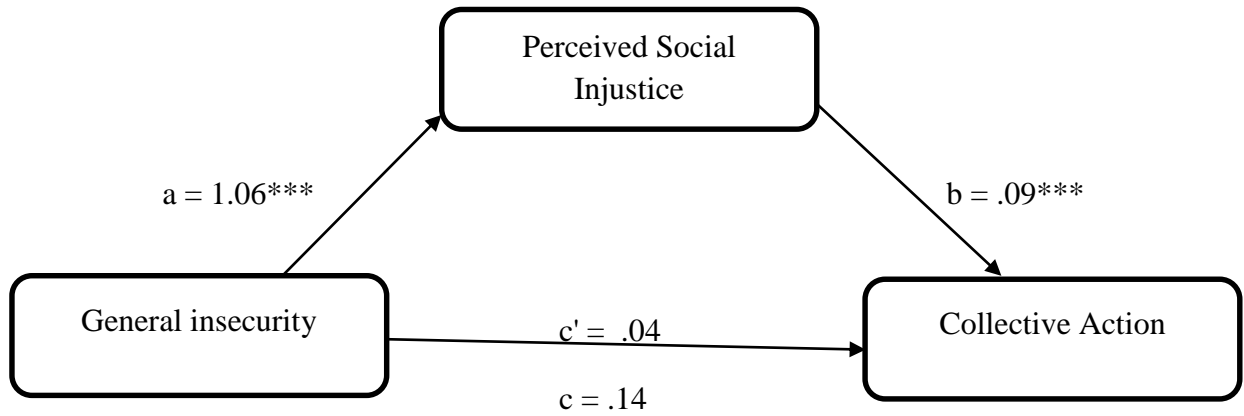 Perceived Social
Injustice
a = 1.06***
b = .09***
General insecurity
c' = .04
Collective Action
c = .14